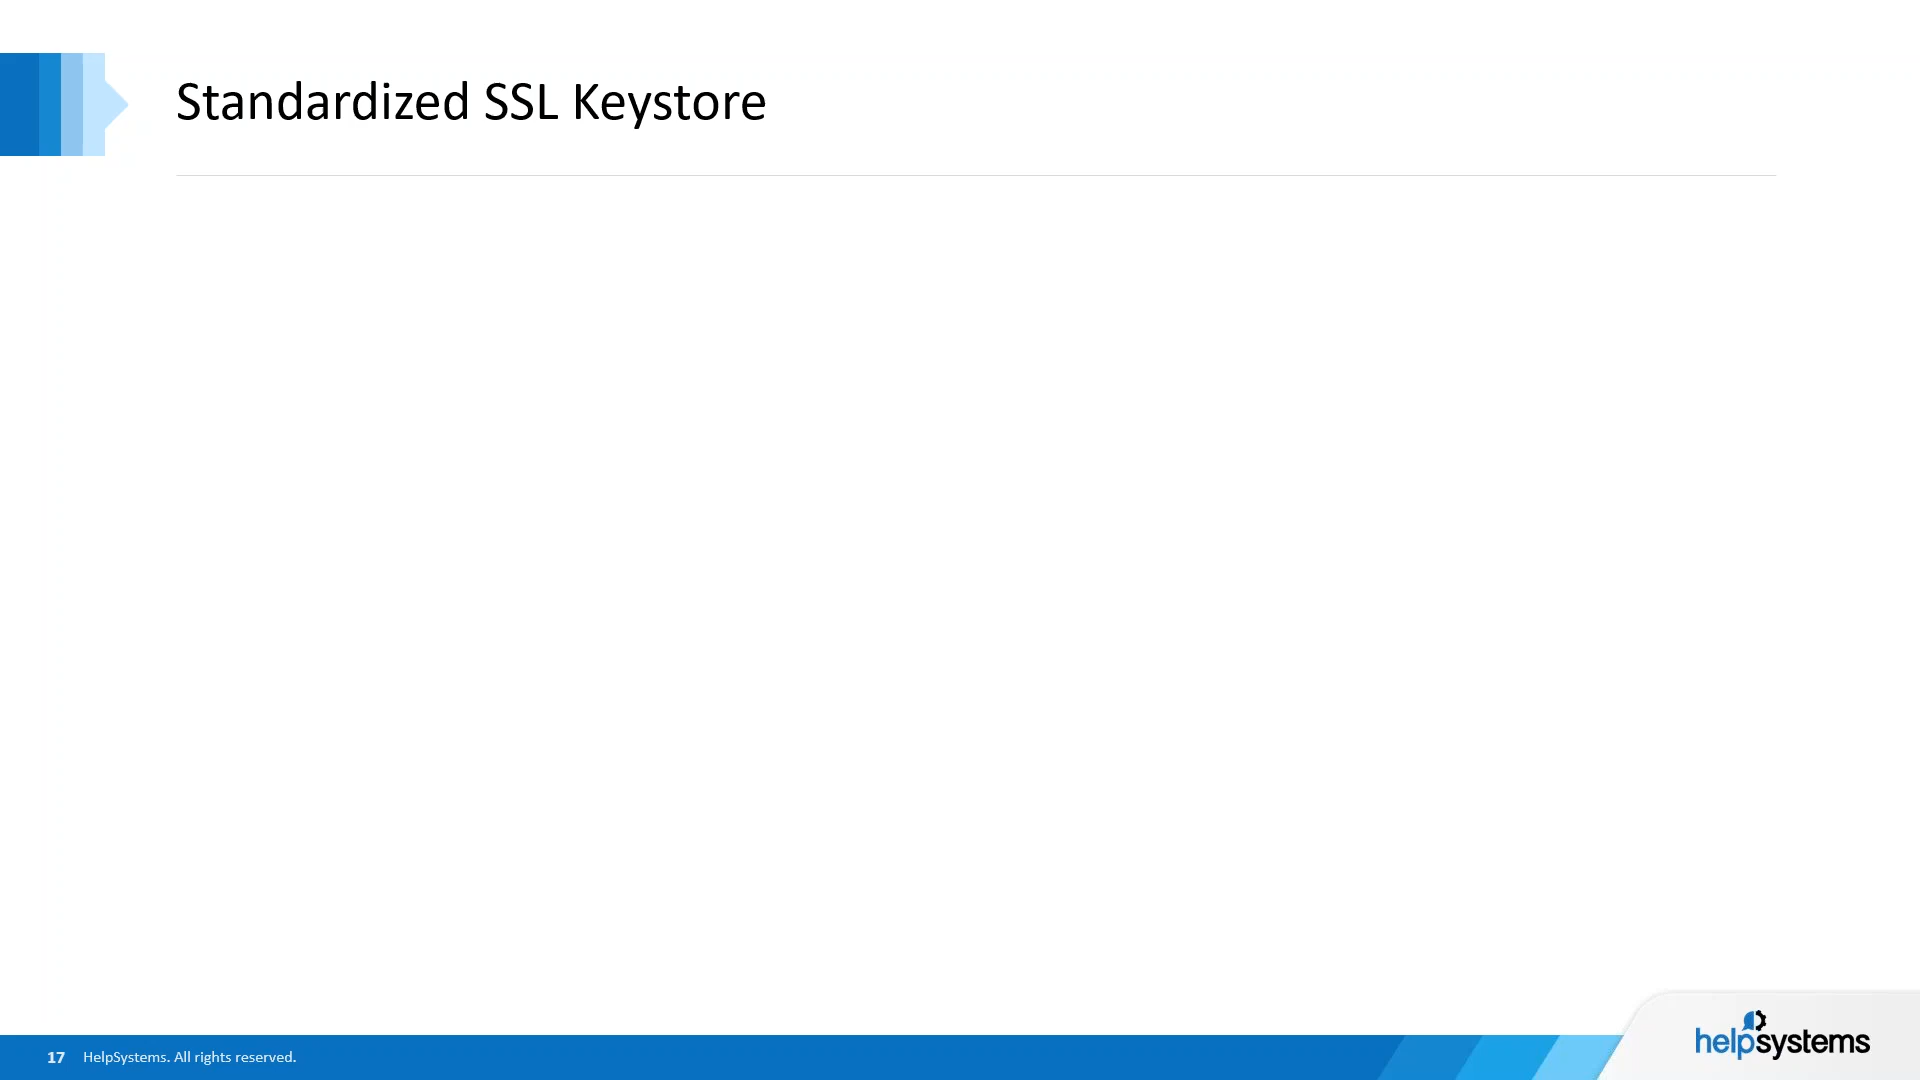 Standardized SSL Keystore
17 HelpSystems. All rights reserved.
helpsystems